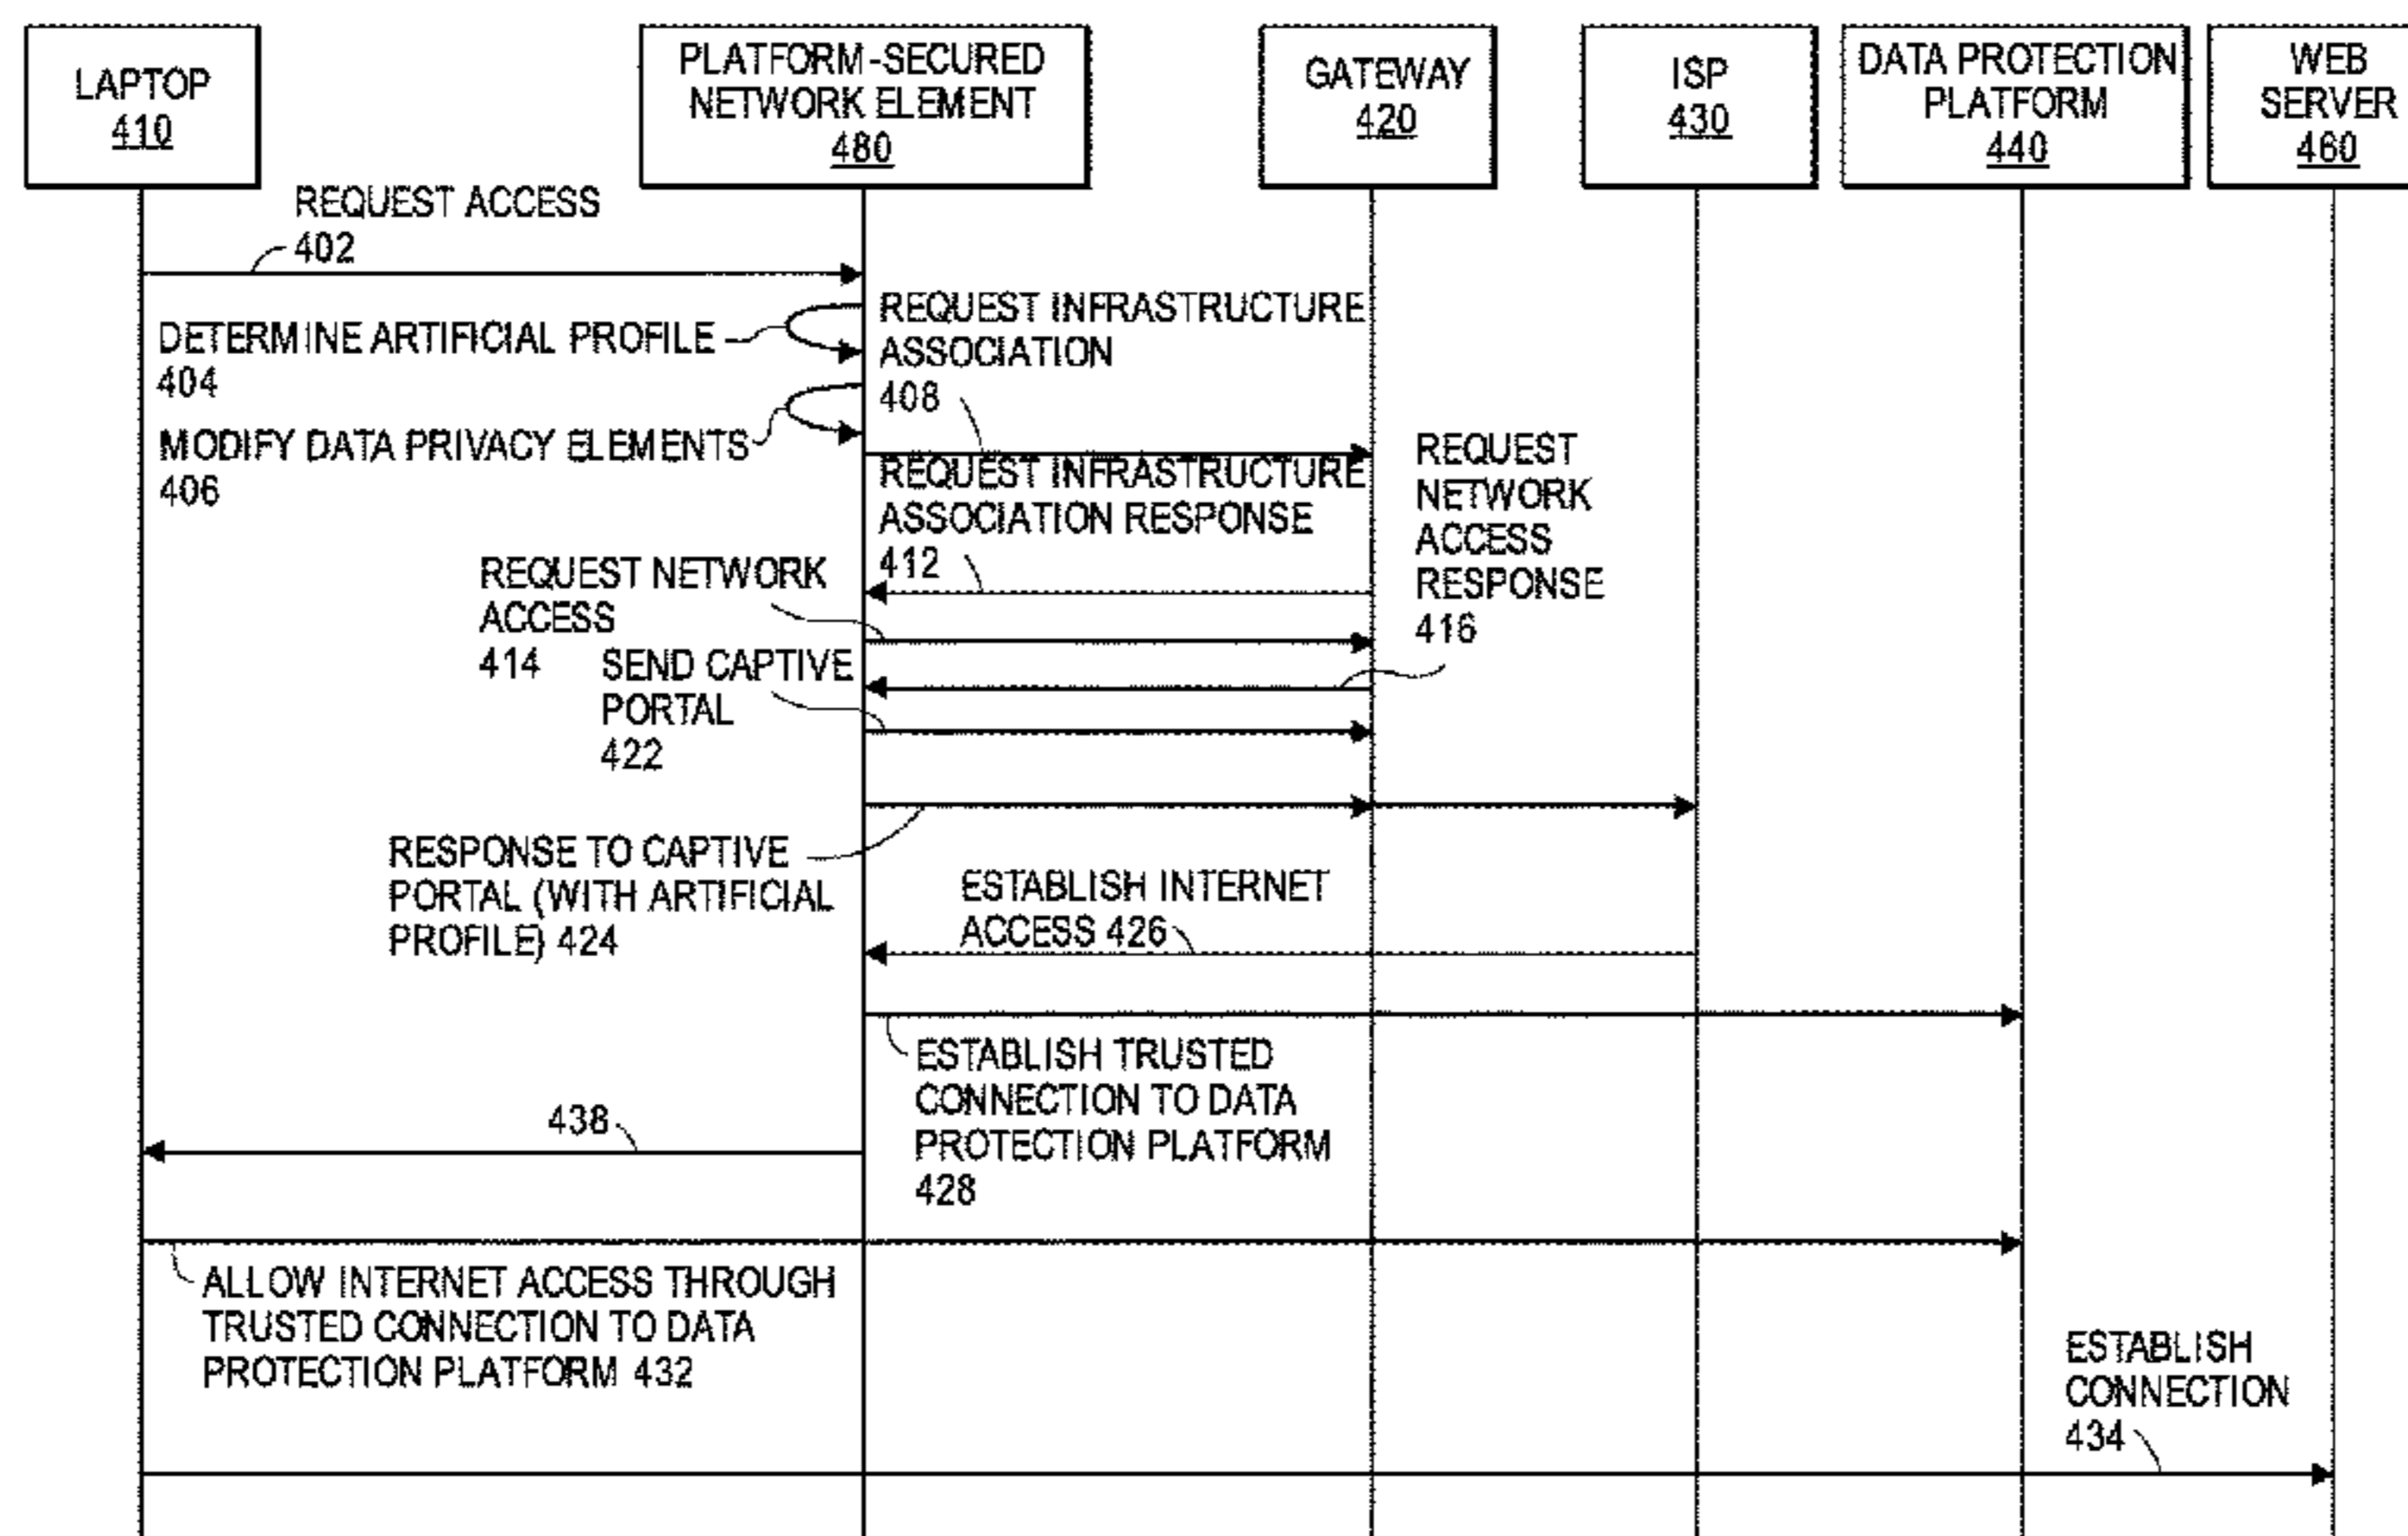 LAPTOP
410
PLATFORM-SECURED
NETWORK ELEMENT
480
GATEWAY
420
ISP
430
DATA PROTECTION
PLATFORM
440
WEB
SERVER
460
REQUEST ACCESS
402
DETERMINE ARTIFICIAL PROFILE
404
MODIFY DATA PRIVACY ELEMENTS
406
REQUEST INFRASTRUCTURE
ASSOCIATION
408
REQUEST INFRASTRUCTURE
ASSOCIATION RESPONSE
412
REQUEST NETWORK
ACCESS
414
REQUEST
NETWORK
ACCESS
RESPONSE
416
SEND CAPTIVE
PORTAL
422
RESPONSE TO CAPTIVE
PORTAL (WITH ARTIFICIAL
PROFILE) 424
ESTABLISH INTERNET
ACCESS 426
ESTABLISH TRUSTED
CONNECTION TO DATA
PROTECTION PLATFORM
428
438
ALLOW INTERNET ACCESS THROUGH
TRUSTED CONNECTION TO DATA
PROTECTION PLATFORM 432
ESTABLISH
CONNECTION
434